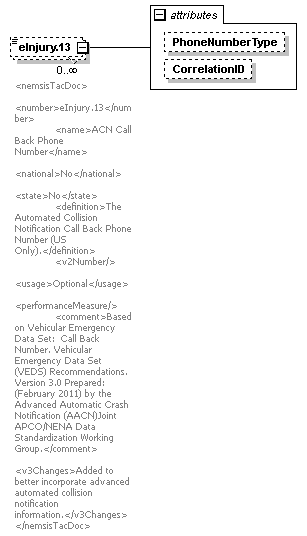 attributes
eInjury.13
PhoneNumberType
0..∞
CorrelationID
<nemsisTacDoc>
<number>eInjury.13</num
ber>
<name>ACN Call
Back Phone
Number</name>
<national>No</national>
<state>No</state>
<definition>The
Automated Collision
Notification Call Back Phone
Number (US
Only).</definition>
<v2Number/>
<usage>Optional</usage>
<performanceMeasure/>
<comment>Based
on Vehicular Emergency
Data Set:  Call Back
Number. Vehicular
Emergency Data Set
(VEDS) Recommendations.
Version 3.0 Prepared:
(February 2011) by the
Advanced Automatic Crash
Notification (AACN)Joint
APCO/NENA Data
Standardization Working
Group.</comment>
<v3Changes>Added to
better incorporate advanced
automated collision
notification
information.</v3Changes>
</nemsisTacDoc>